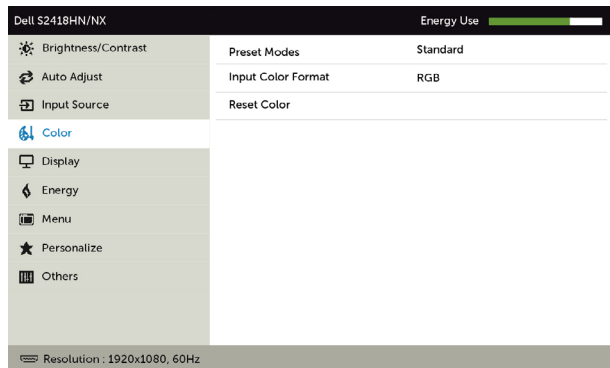 Dell S2418HN/NX
Energy Use
Brightness/Contrast
Auto Adjust
Input Source
Color
Display
Energy
Menu
Personalize
Others
Preset Modes Standard
Input Color Format RGB
Reset Color
Resolution : 1920x1080, 60Hz